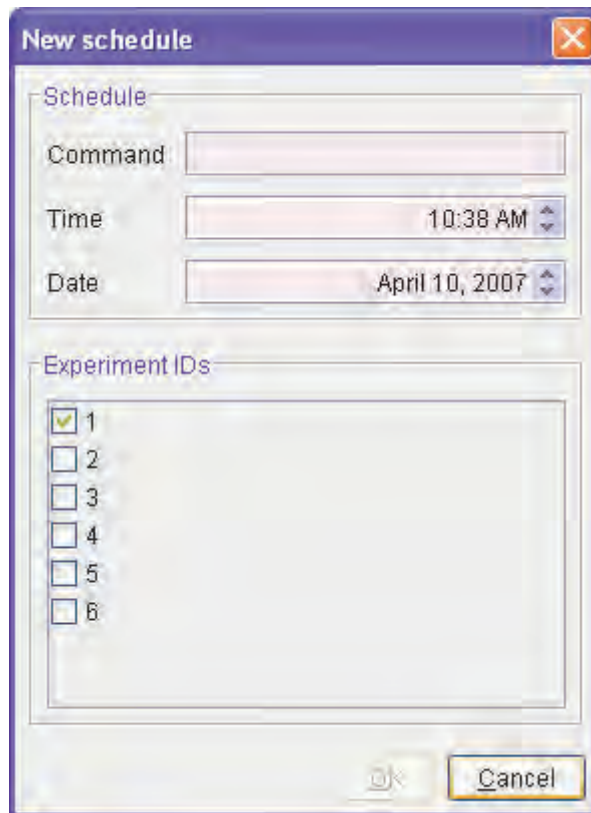 New schedule
Schedule
Command
Time 10:38 AM
Date April 10, 2007
Experiment IDs
1
2
3
4
5
6
Ok Cancel